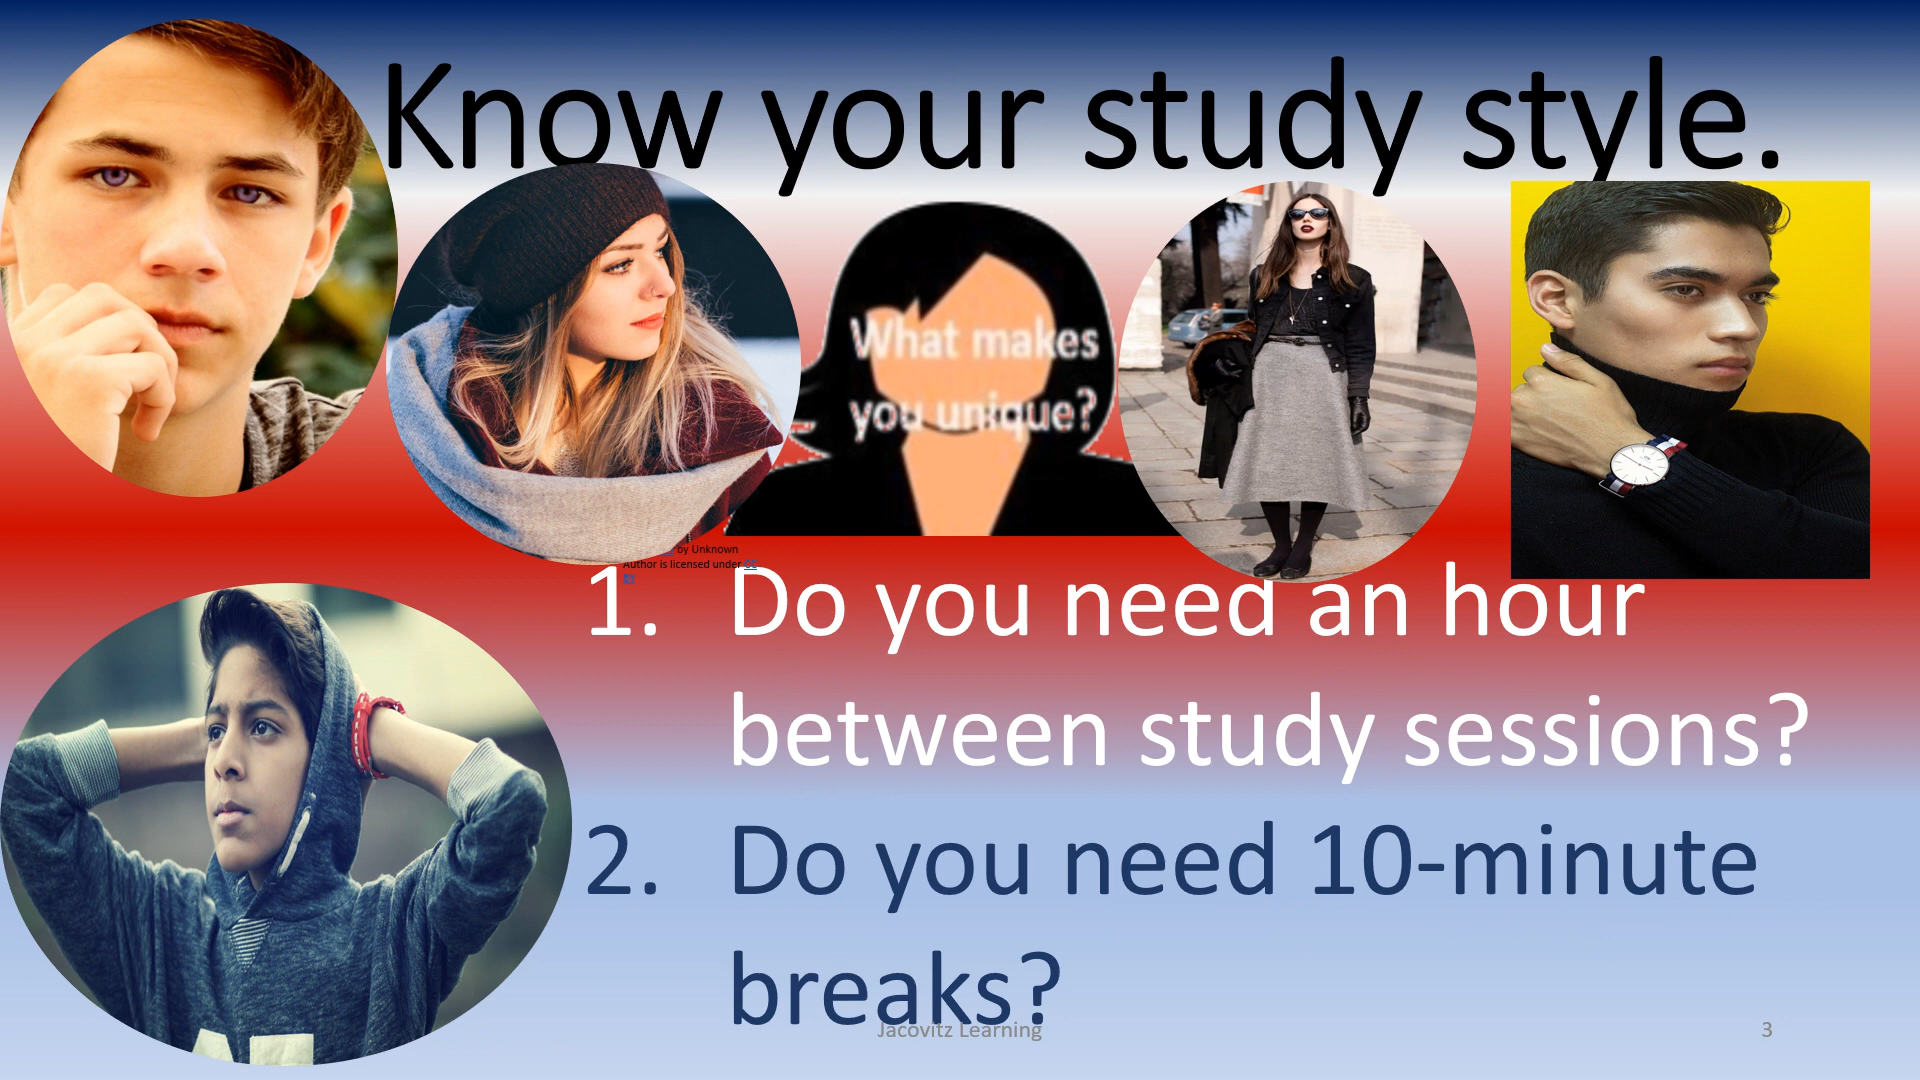 Know your study style.
What makes
you unique?
by Unknown
Author is licensed under CC
1. Do you need an hour
between study sessions?
2. Do you need 10-minute
breaks?
Jacovitz Learning
3